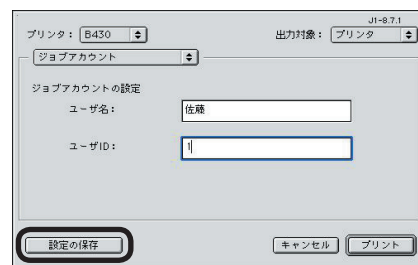 J1-8.7.1
プリンタ： B430 出力対象： プリンタ
ジョブアカウント
ジョブアカウントの設定
ユーザ名： 佐藤
ユーザID： 1
設定の保存 キャンセル プリント